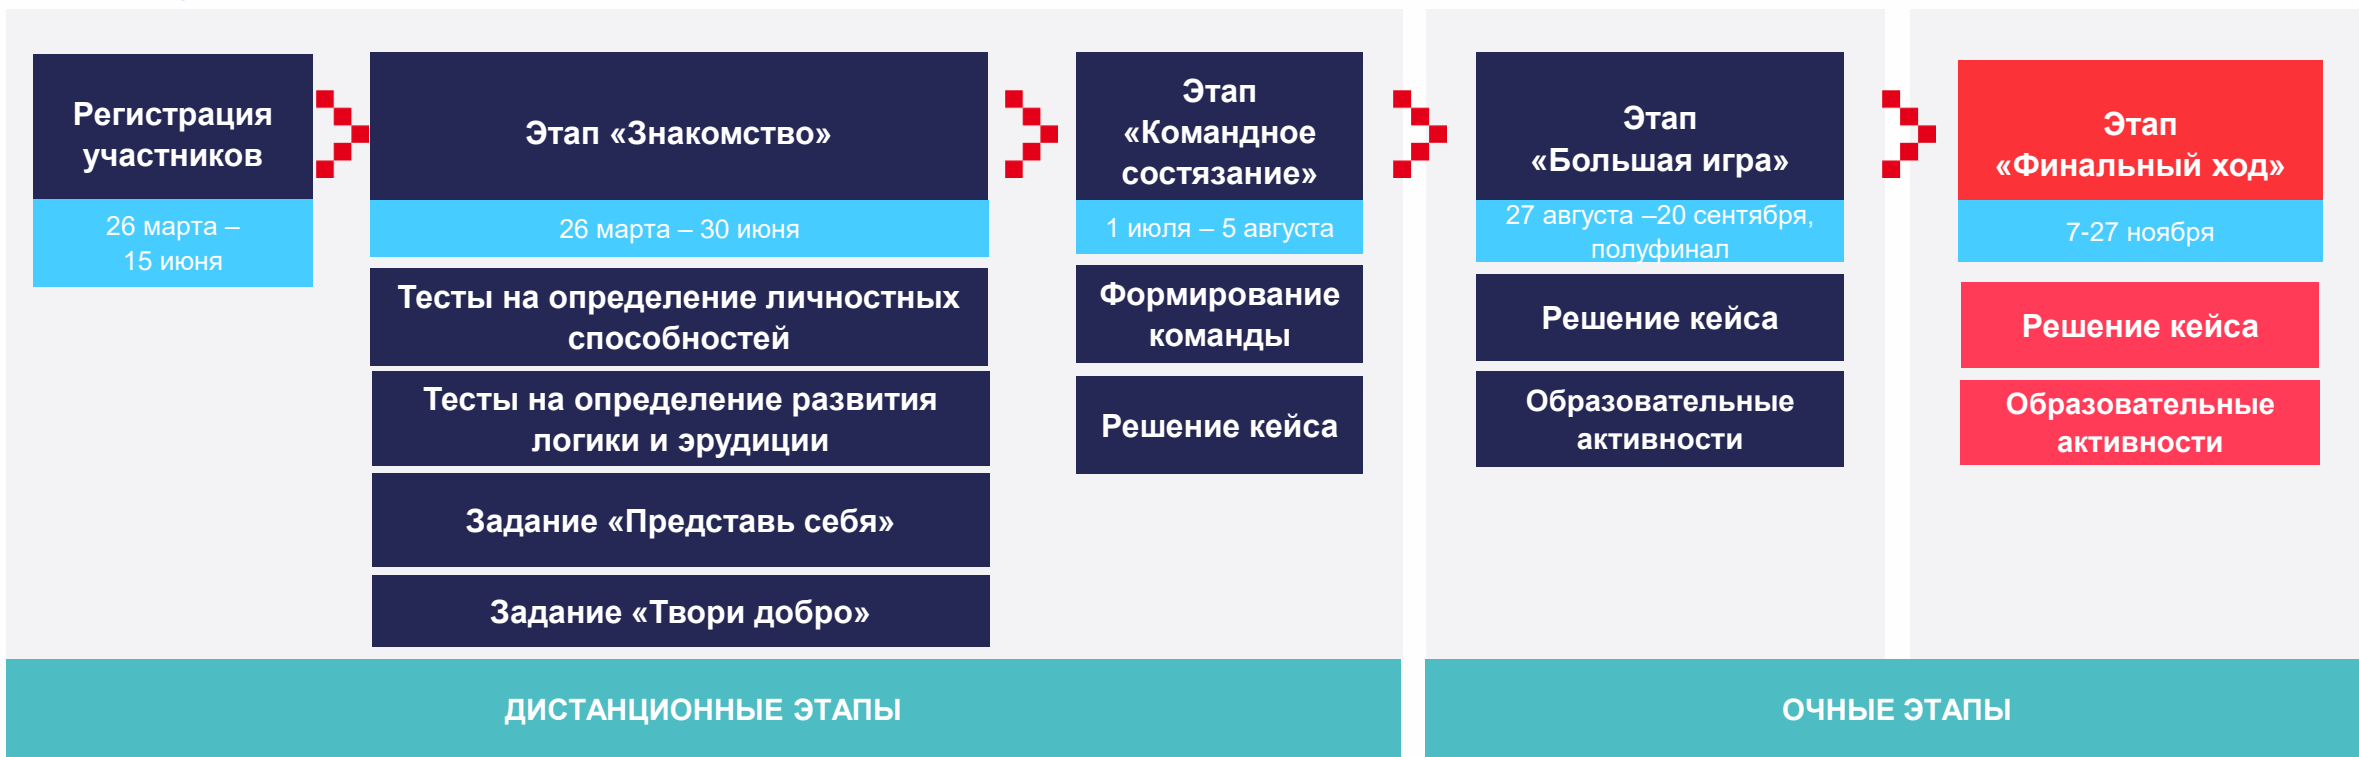 Регистрация
участников
26 марта –
15 июня
Этап «Знакомство»
26 марта – 30 июня
Тесты на определение личностных
способностей
Тесты на определение развития
логики и эрудиции
Задание «Представь себя»
Задание «Твори добро»
Этап
«Командное
состязание»
1 июля – 5 августа
Формирование
команды
Решение кейса
Этап
«Большая игра»
27 августа –20 сентября,
полуфинал
Решение кейса
Образовательные
активности
Этап
«Финальный ход»
7-27 ноября
Решение кейса
Образовательные
активности
ДИСТАНЦИОННЫЕ ЭТАПЫ
ОЧНЫЕ ЭТАПЫ